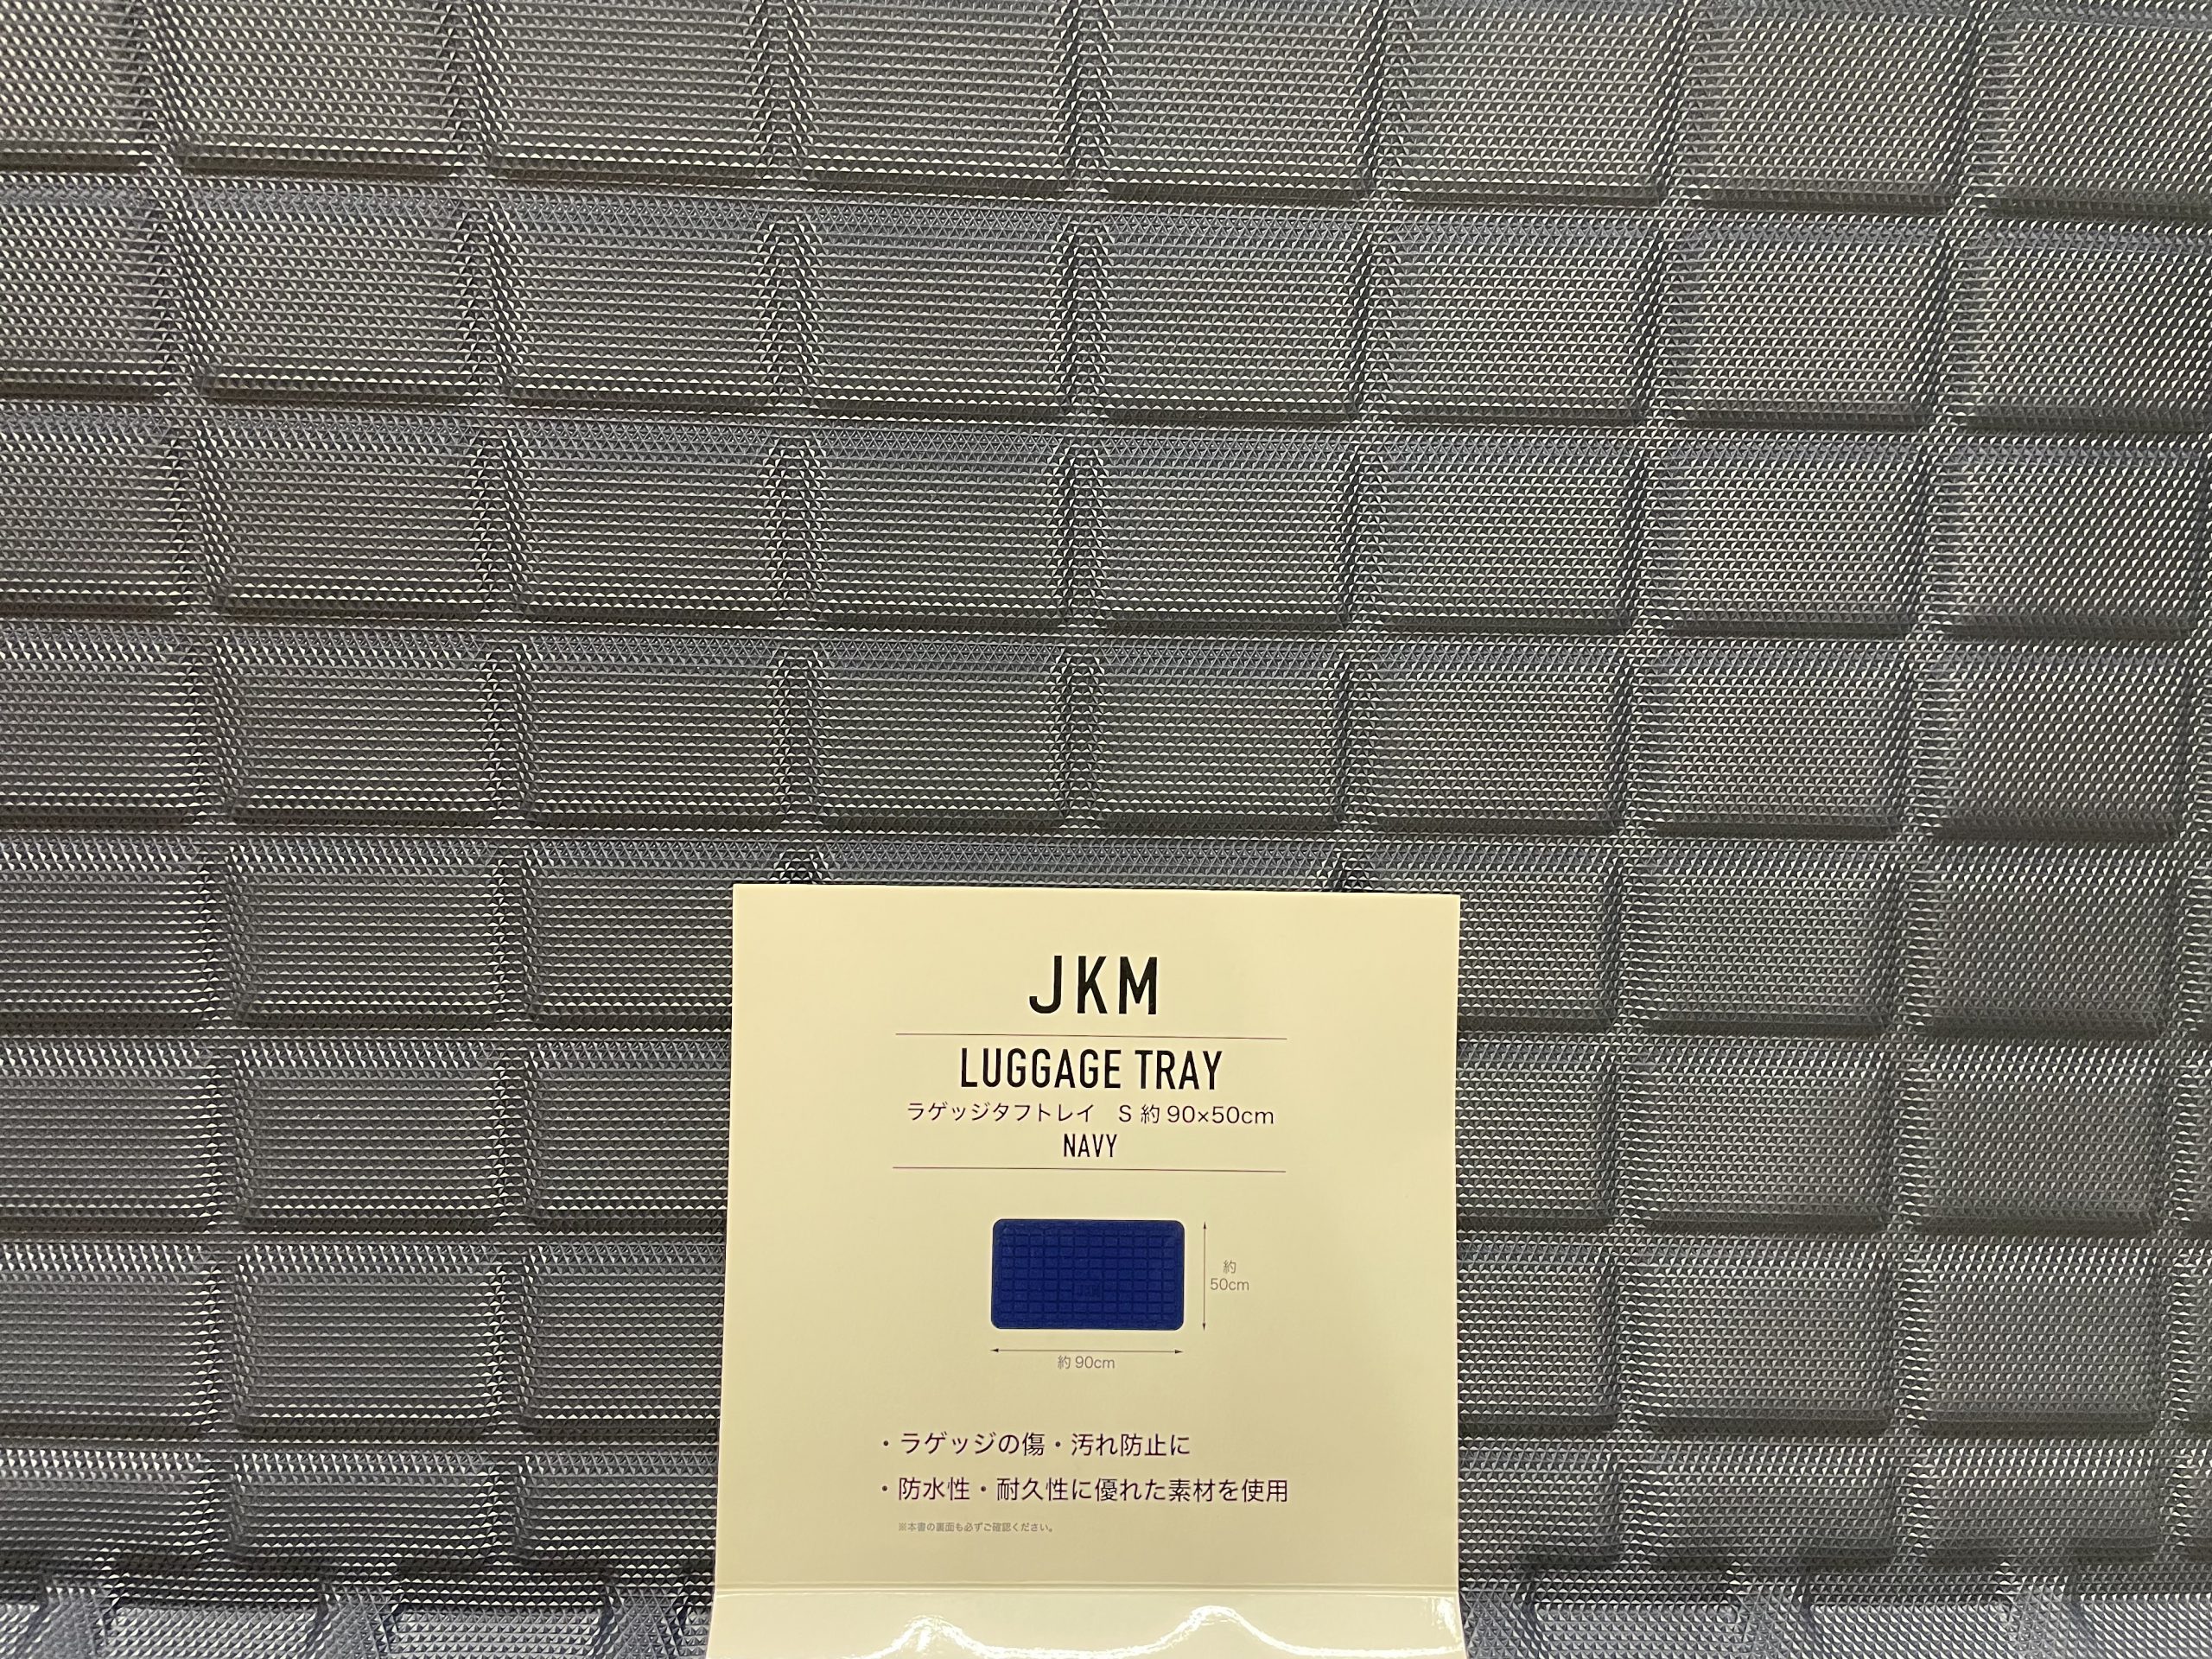 JKM
LUGGAGE TRAY
ラゲッジタフトレイ　S 約 90×50cm
NAVY
約
50cm
約 90cm
・ラゲッジの傷・汚れ防止に
・防水性・耐久性に優れた素材を使用
※本書の裏面も必ずご確認ください。